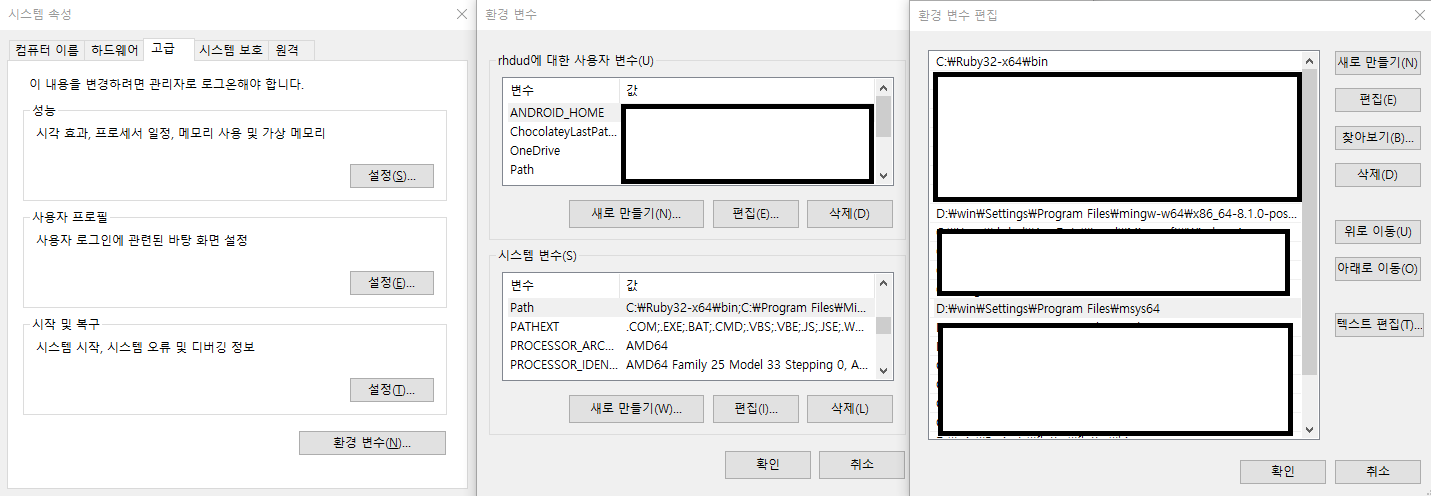 시스템 속성
컴퓨터 이름 하드웨어 고급 시스템 보호 원격
이 내용을 변경하려면 관리자로 로그온해야 합니다.
성능
시각 효과, 프로세서 일정, 메모리 사용 및 가상 메모리
설정(S)...
사용자 프로필
사용자 로그인에 관련된 바탕 화면 설정
설정(E)...
시작 및 복구
시스템 시작, 시스템 오류 및 디버깅 정보
설정(T)...
환경 변수(N)...
환경 변수
rhdud에 대한 사용자 변수(U)
변수 값
ANDROID_HOME
ChocolateyLastPat...
OneDrive
Path
새로 만들기(N)... 편집(E)... 삭제(D)
시스템 변수(S)
변수 값
Path C:₩Ruby32-x64₩bin;C:₩Program Files₩Mi...
PATHEXT .COM;.EXE;.BAT;.CMD;.VBS;.VBE;.JS;.JSE;.W...
PROCESSOR_ARC... AMD64
PROCESSOR_IDEN... AMD64 Family 25 Model 33 Stepping 0, A...
새로 만들기(W)... 편집(I)... 삭제(L)
확인 취소
환경 변수 편집
C:₩Ruby32-x64₩bin
D:₩win₩Settings₩Program Files₩mingw-w64₩x86_64-8.1.0-pos...
D:₩win₩Settings₩Program Files₩msys64
새로 만들기(N)
편집(E)
찾아보기(B)...
삭제(D)
위로 이동(U)
아래로 이동(O)
텍스트 편집(T)...
확인 취소